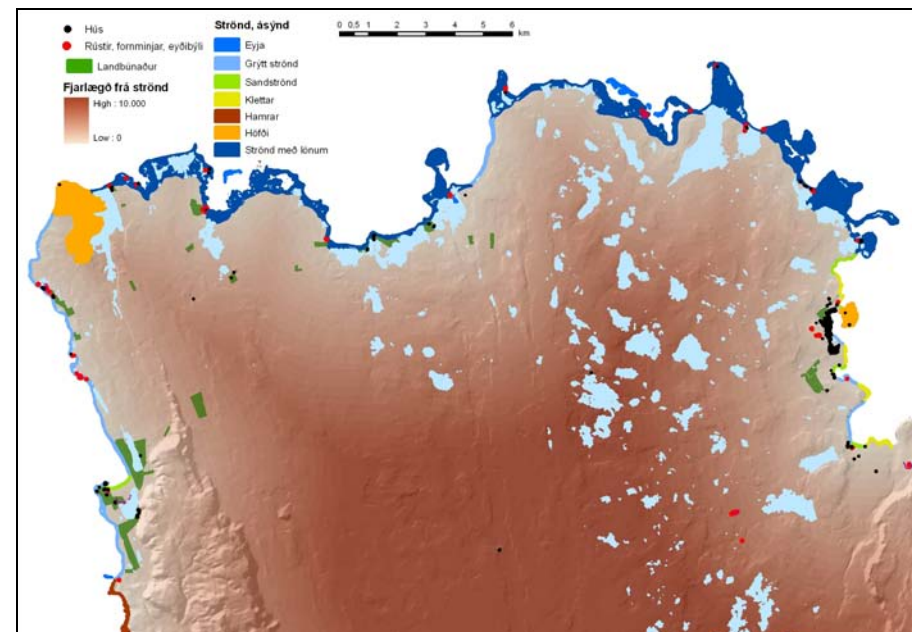 Hús
Rústir, fornminjar, eyðibýli
Landbúnaður
Fjarlægð frá strönd
High : 10.000
Low : 0
Strönd, ásýnd
Eyja
Grýtt strönd
Sandströnd
Klettar
Hamrar
Höfði
Strönd með lónum
0 0,5 1 2 3 4 5 6
km